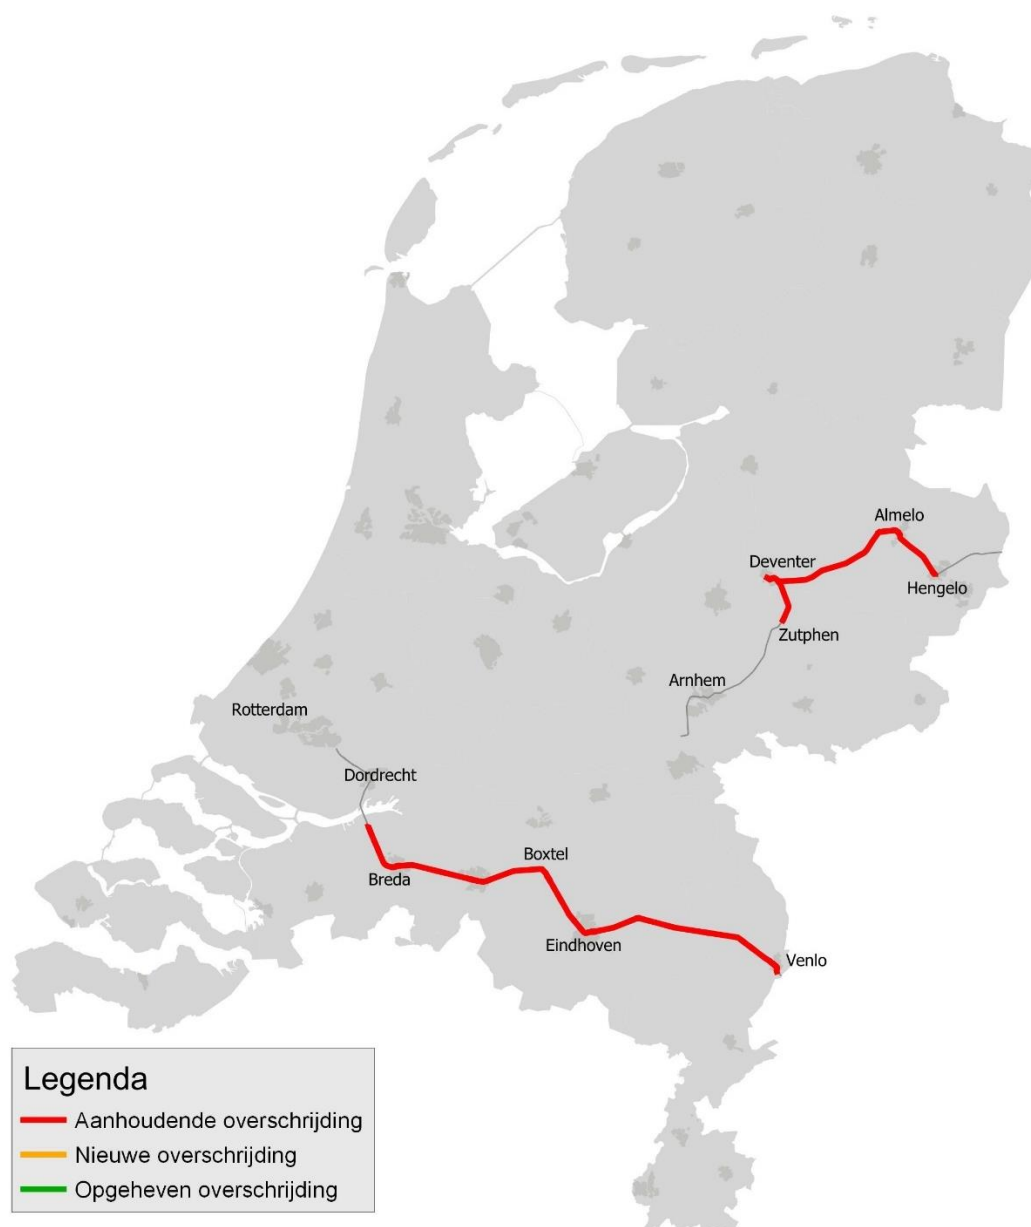 Almelo
Deventer
Hengelo
Zutphen
Arnhem
Rotterdam
Dordrecht
Boxtel
Breda
Eindhoven
Venlo
Legenda
Aanhoudende overschrijding
Nieuwe overschrijding
Opgeheven overschrijding